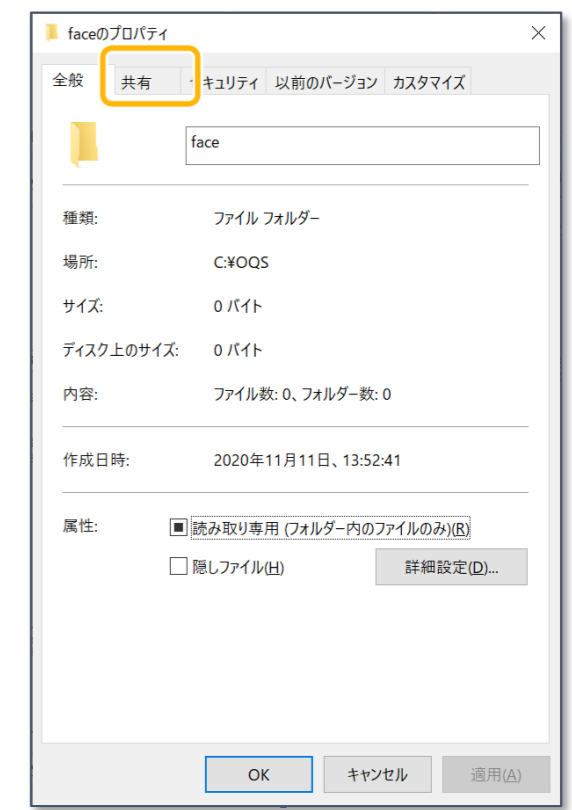 faceのプロパティ
全般 共有 セキュリティ 以前のバージョン カスタマイズ
face
種類: ファイル フォルダー
場所: C:¥OQS
サイズ: 0 バイト
ディスク上のサイズ: 0 バイト
内容: ファイル数: 0、フォルダー数: 0
作成日時: 2020年11月11日、13:52:41
属性: 読み取り専用 (フォルダー内のファイルのみ)(R)
隠しファイル(H) 詳細設定(D)...
OK キャンセル 適用(A)